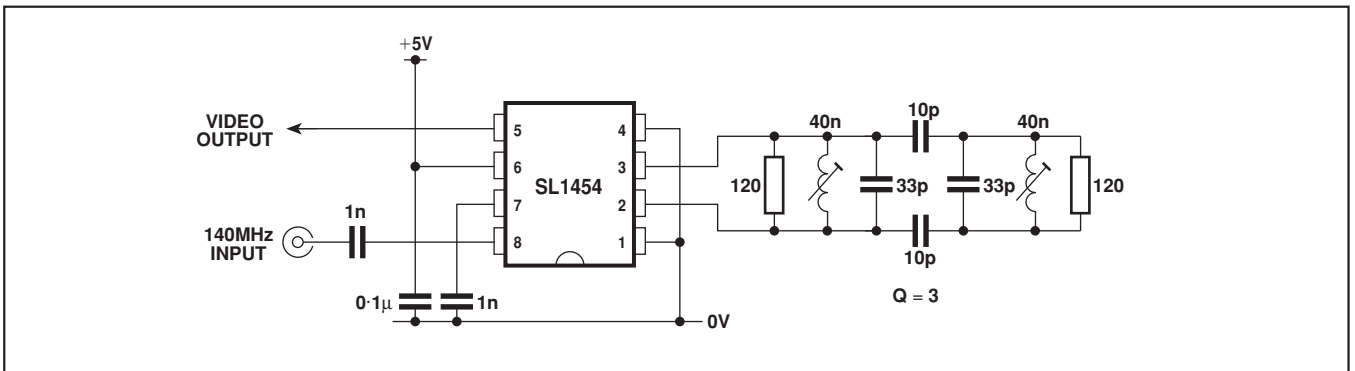 +5V
VIDEO
OUTPUT
5
6
7
8
4
3
2
1
SL1454
1n
140MHz
INPUT
0·1µ
1n
0V
120
40n
33p
10p
10p
33p
40n
120
Q = 3